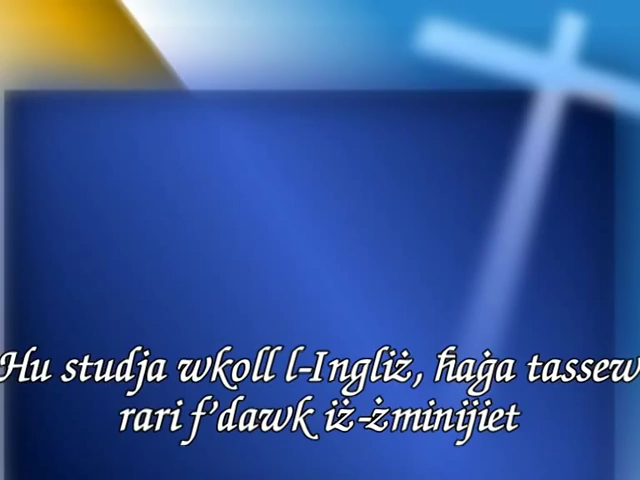 Hu studja wkoll l-Ingliż, ħaġa tassew
rari f'dawk iż-żminijiet